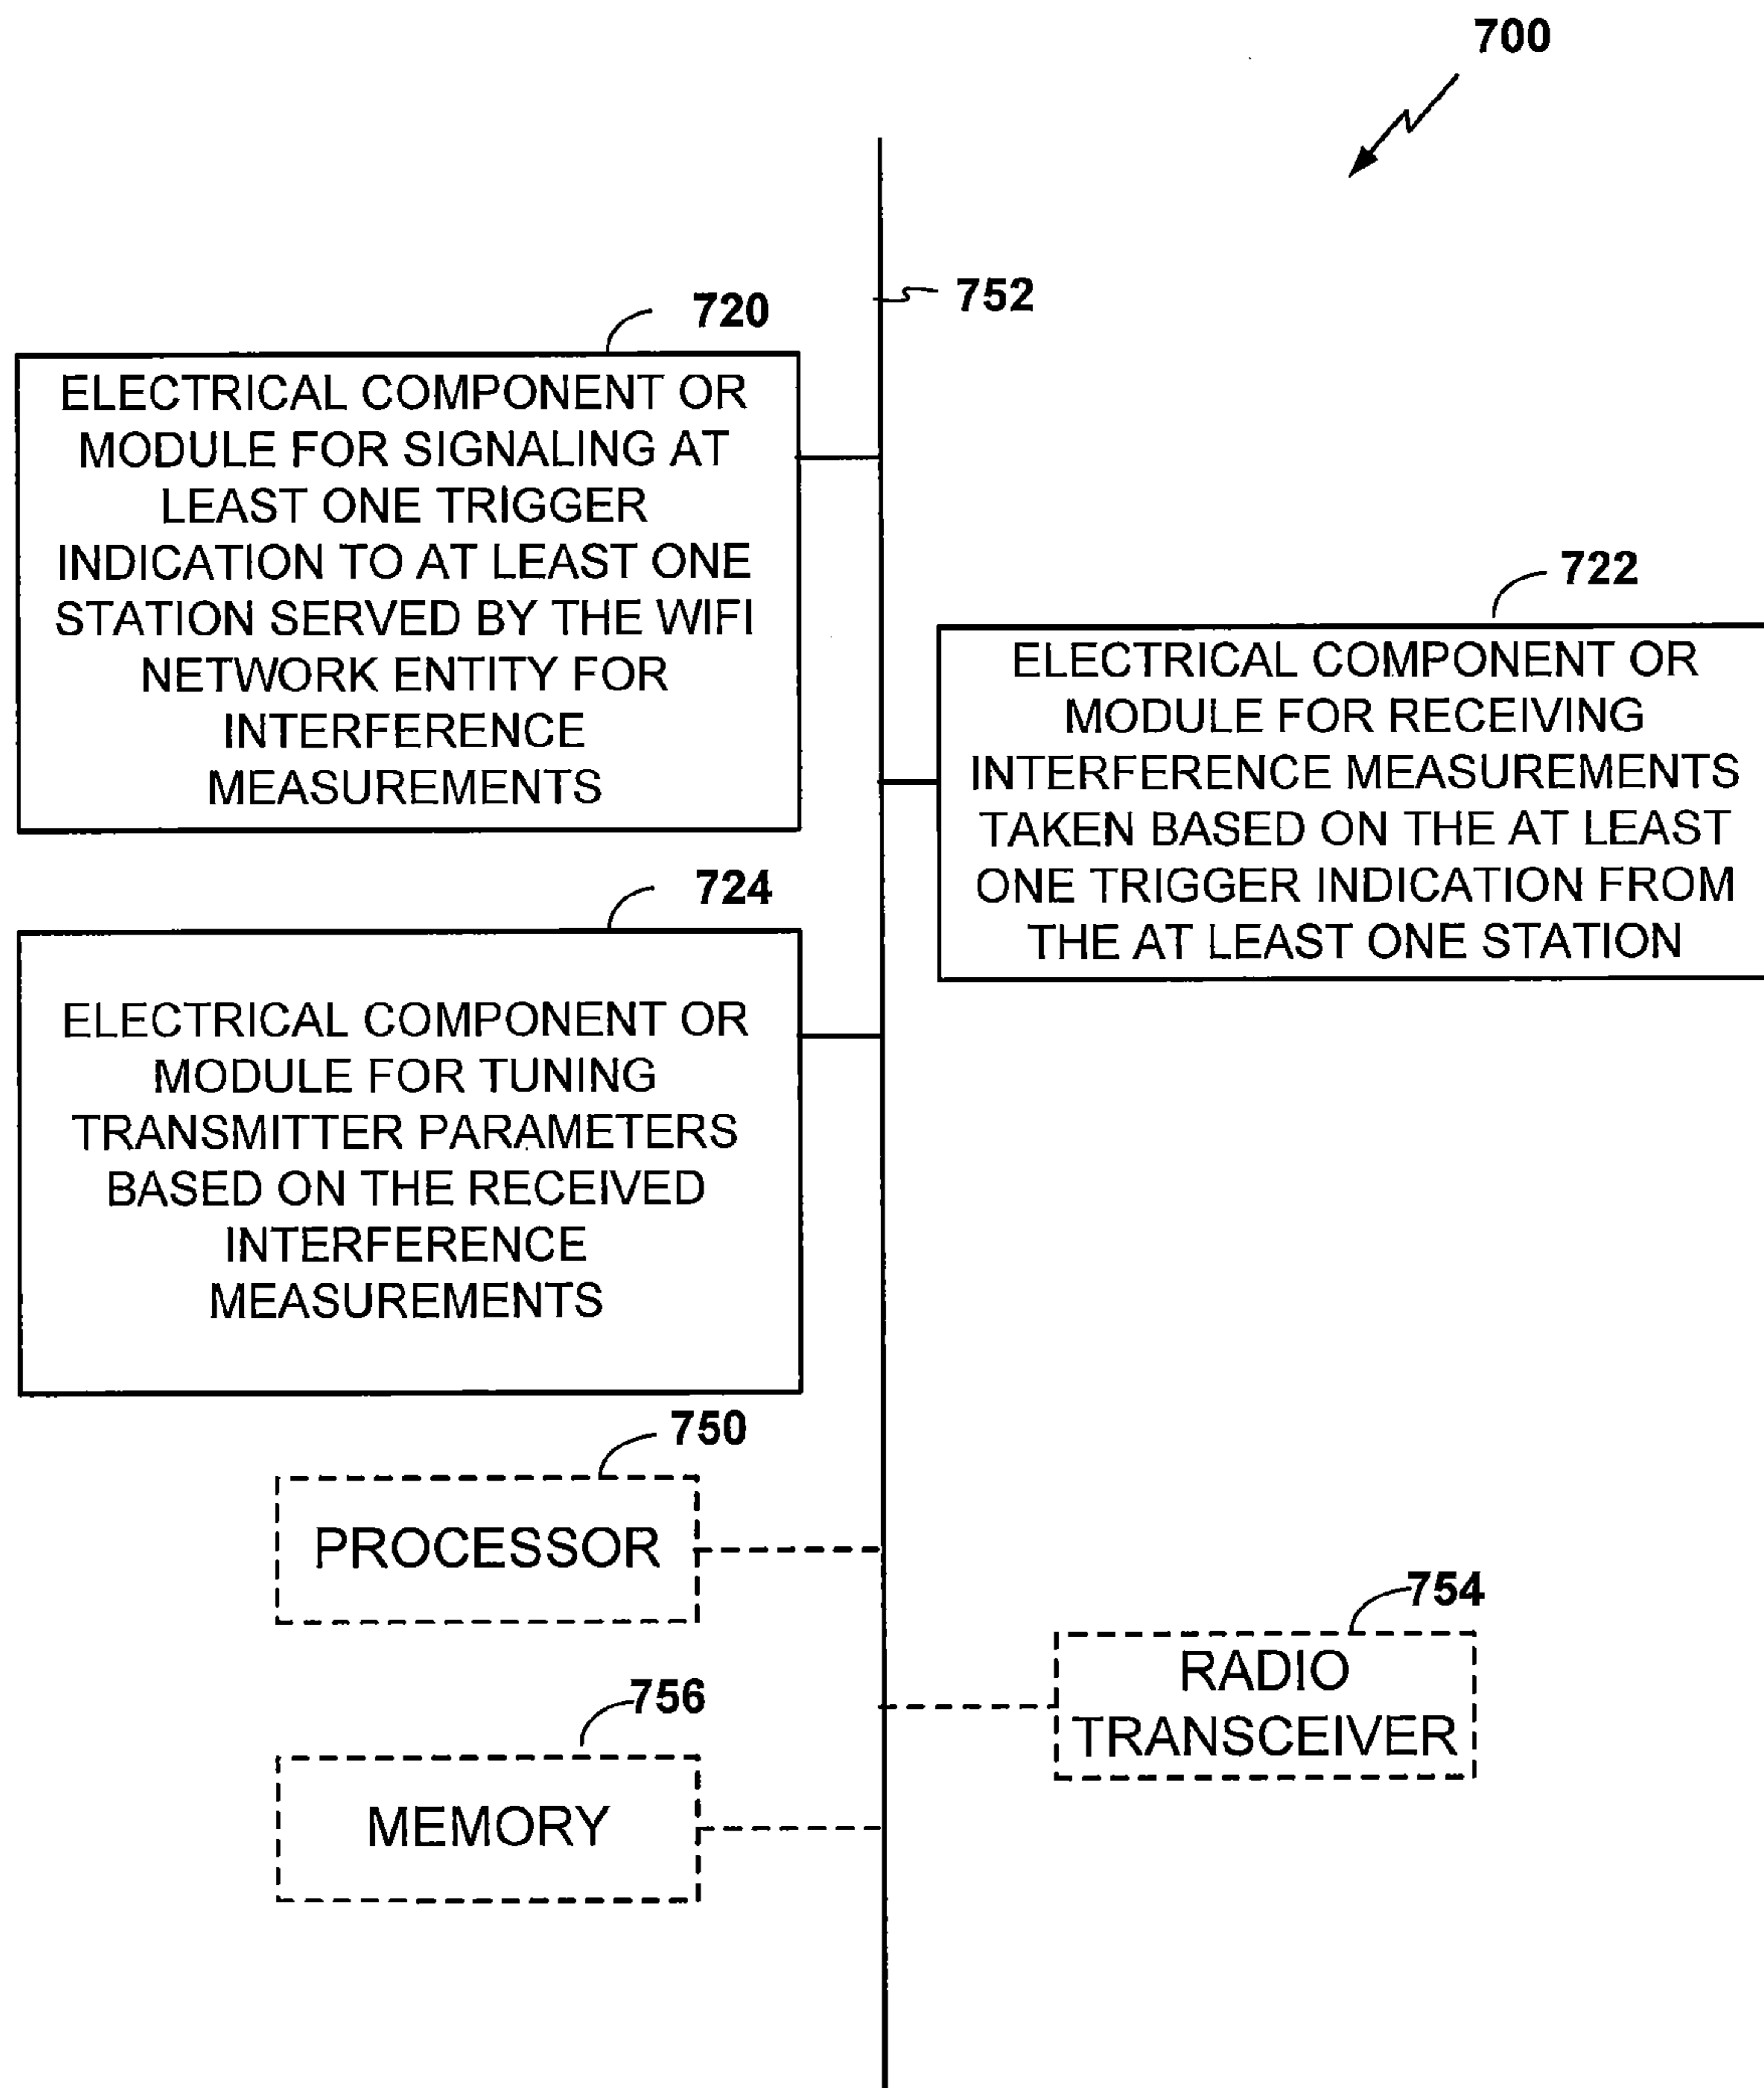 700
752
720
ELECTRICAL COMPONENT OR
MODULE FOR SIGNALING AT
LEAST ONE TRIGGER
INDICATION TO AT LEAST ONE
STATION SERVED BY THE WIFI
NETWORK ENTITY FOR
INTERFERENCE
MEASUREMENTS
722
ELECTRICAL COMPONENT OR
MODULE FOR RECEIVING
INTERFERENCE MEASUREMENTS
TAKEN BASED ON THE AT LEAST
ONE TRIGGER INDICATION FROM
THE AT LEAST ONE STATION
724
ELECTRICAL COMPONENT OR
MODULE FOR TUNING
TRANSMITTER PARAMETERS
BASED ON THE RECEIVED
INTERFERENCE
MEASUREMENTS
750
PROCESSOR
754
RADIO
TRANSCEIVER
756
MEMORY